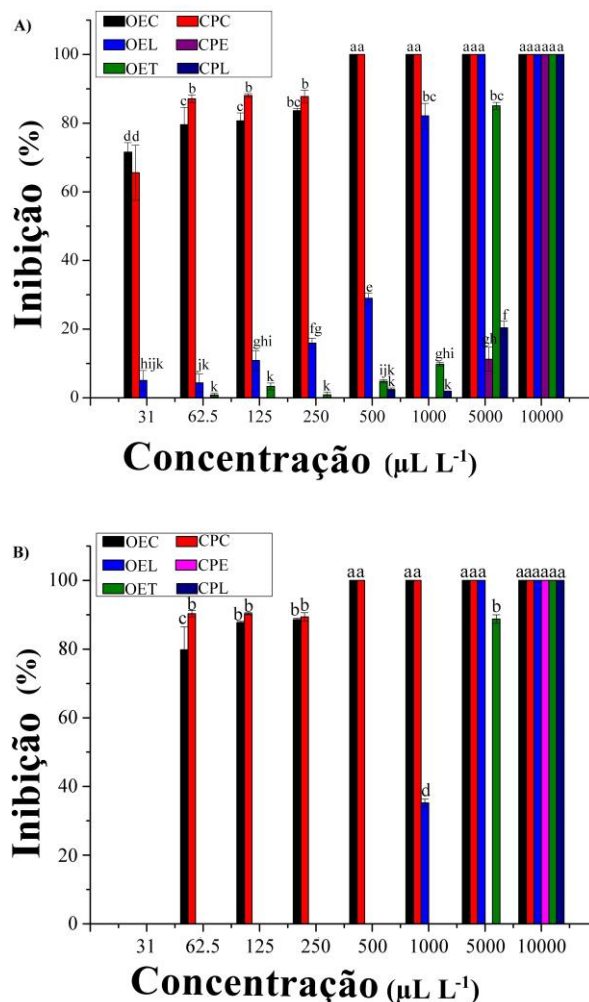 A)
OEC CPC
OEL CPE
OET CPL
Inibição (%)
100
80
60
40
20
0
dd
c b
c b
bc b
aa
aa
aaa
aaaaaa
bc
bc
e
hijk
jk
k
ghi
k
fg
k
ijk
k
ghi
k
gh
f
31 62.5 125 250 500 1000 5000 10000
Concentração (µL L-1)
B)
OEC CPC
OEL CPE
OET CPL
Inibição (%)
100
80
60
40
20
0
c b
b b
b b
aa
aa
d
aaa
b
aaaaaa
31 62.5 125 250 500 1000 5000 10000
Concentração (µL L-1)